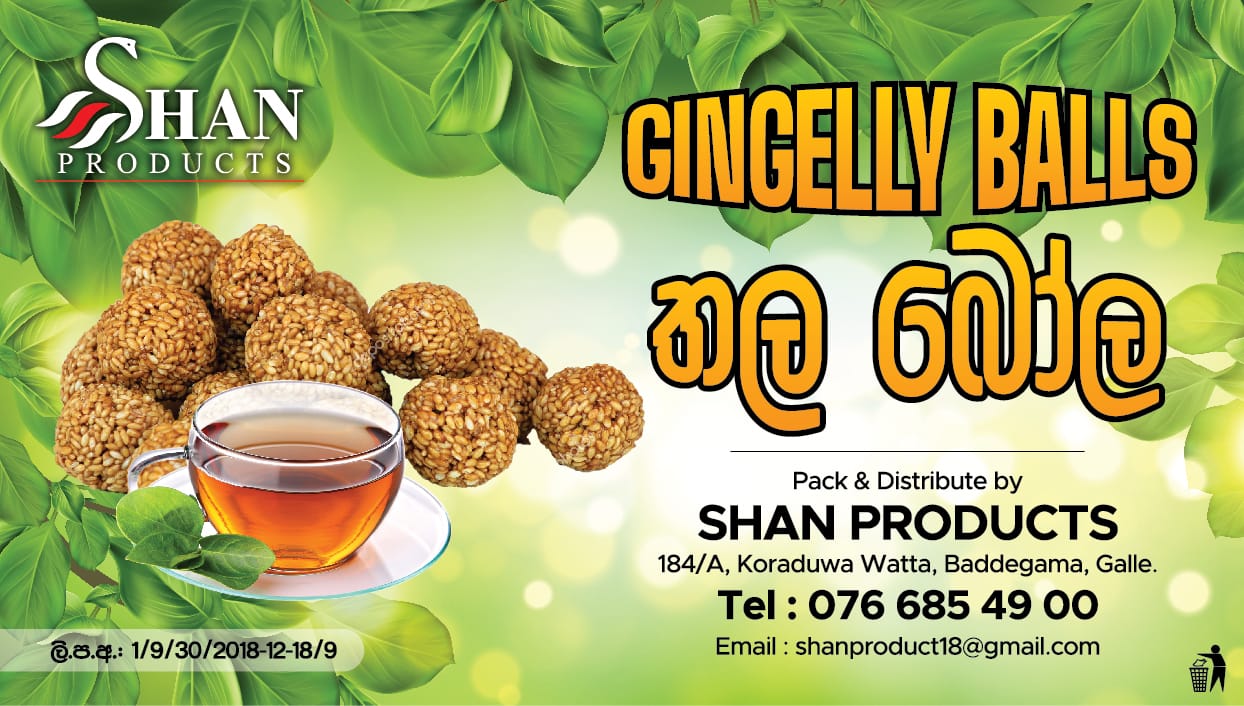 SHAN
PRODUCTS
GINGELLY BALLS
තල බෝල
Pack & Distribute by
SHAN PRODUCTS
184/A, Koraduwa Watta, Baddegama, Galle.
Tel : 076 685 49 00
Email : shanproduct18@gmail.com
ලි.ප.අ.: 1/9/30/2018-12-18/9